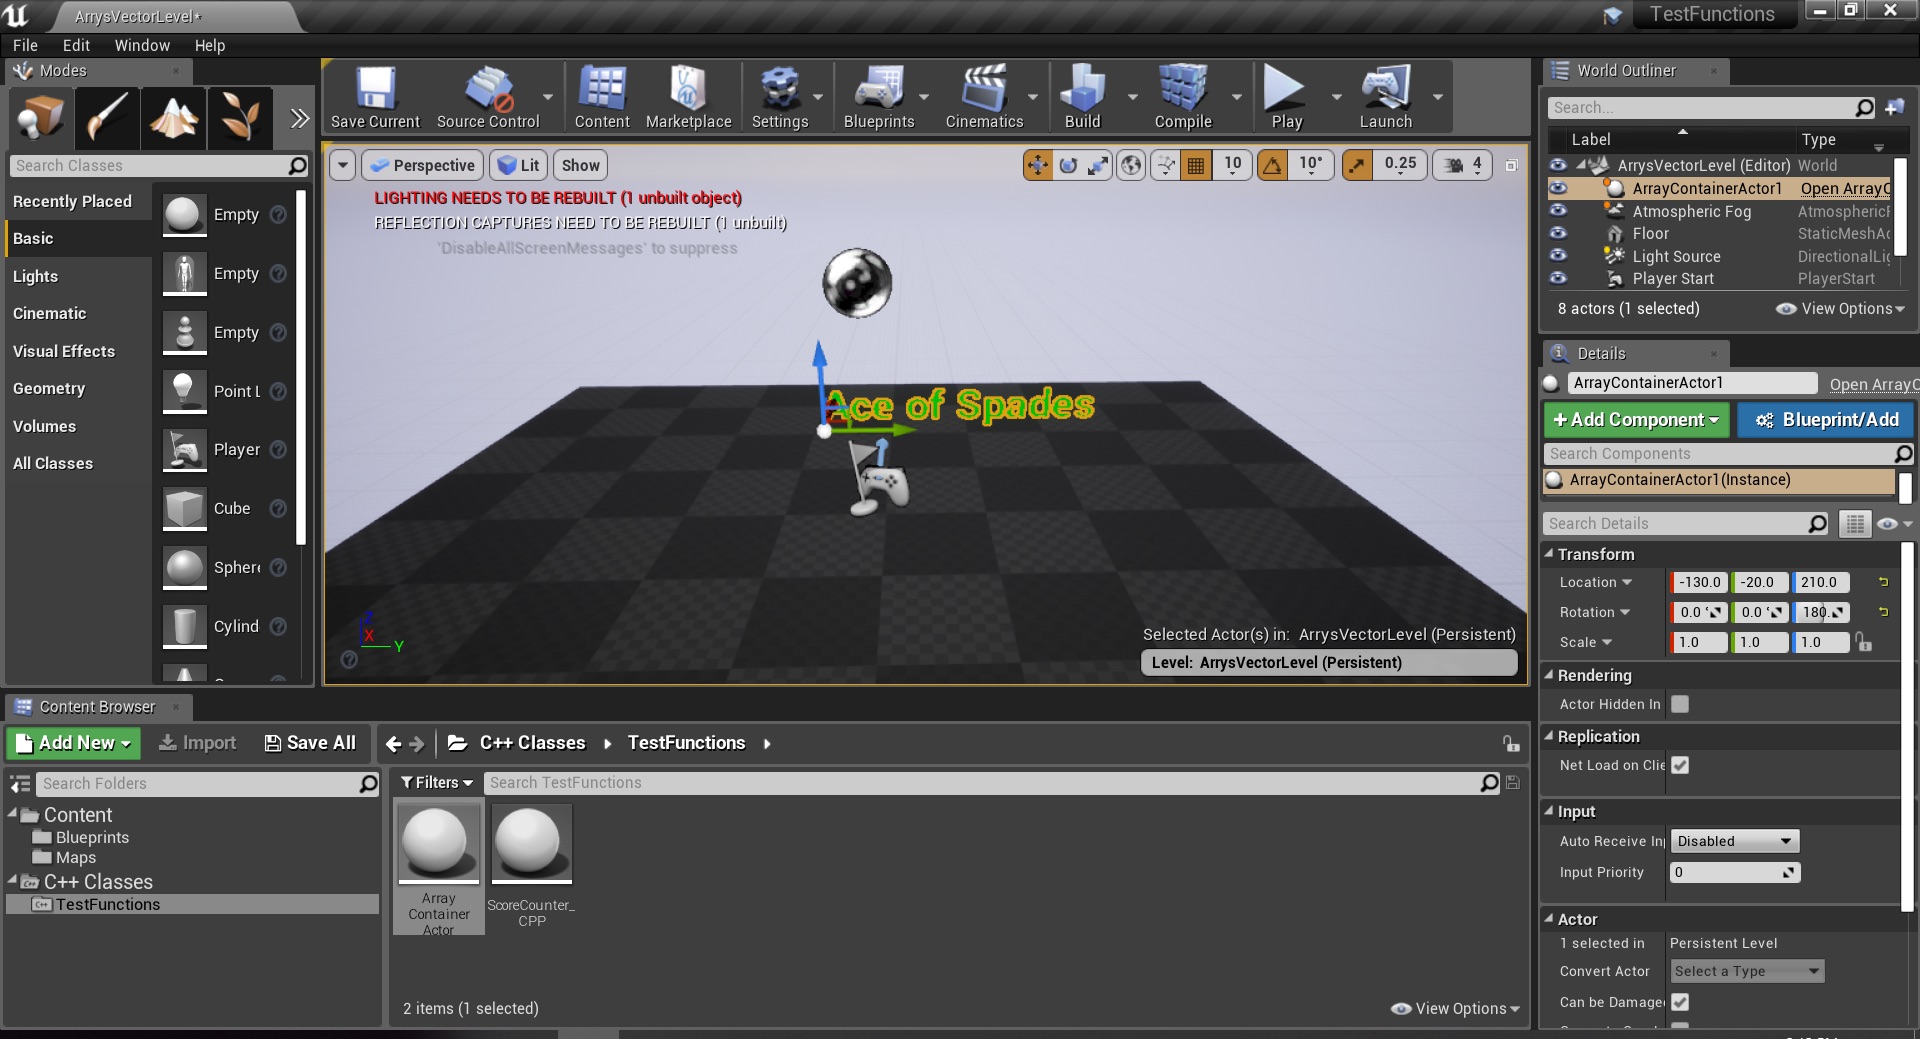 ArrysVectorLevel*
TestFunctions
File Edit Window Help
Modes
Search Classes
Recently Placed
Basic
Lights
Cinematic
Visual Effects
Geometry
Volumes
All Classes
Empty
Empty
Empty
Point L
Player
Cube
Sphere
Cylind
Save Current Source Control Content Marketplace Settings Blueprints Cinematics Build Compile Play Launch
Perspective Lit Show 10 10° 0.25 4
LIGHTING NEEDS TO BE REBUILT (1 unbuilt object)
REFLECTION CAPTURES NEED TO BE REBUILT (1 unbuilt)
'DisableAllScreenMessages' to suppress
Ace of Spades
Z
X
Y
Selected Actor(s) in: ArrysVectorLevel (Persistent)
Level: ArrysVectorLevel (Persistent)
World Outliner
Search...
Label Type
ArrysVectorLevel (Editor) World
ArrayContainerActor1 Open ArrayC
Atmospheric Fog AtmosphericF
Floor StaticMeshAc
Light Source DirectionalLig
Player Start PlayerStart
8 actors (1 selected) View Options
Details
ArrayContainerActor1 Open ArrayC
+ Add Component Blueprint/Add
Search Components
ArrayContainerActor1(Instance)
Search Details
Transform
Location -130.0 -20.0 210.0
Rotation 0.0 ° 0.0 ° 180.
Scale 1.0 1.0 1.0
Rendering
Actor Hidden In
Replication
Net Load on Clie
Input
Auto Receive In Disabled
Input Priority 0
Actor
1 selected in Persistent Level
Convert Actor Select a Type
Can be Damage
Content Browser
Add New Import Save All C++ Classes TestFunctions
Search Folders
Content
Blueprints
Maps
C++ Classes
TestFunctions
Filters Search TestFunctions
Array
Container
Actor
ScoreCounter_
CPP
2 items (1 selected) View Options